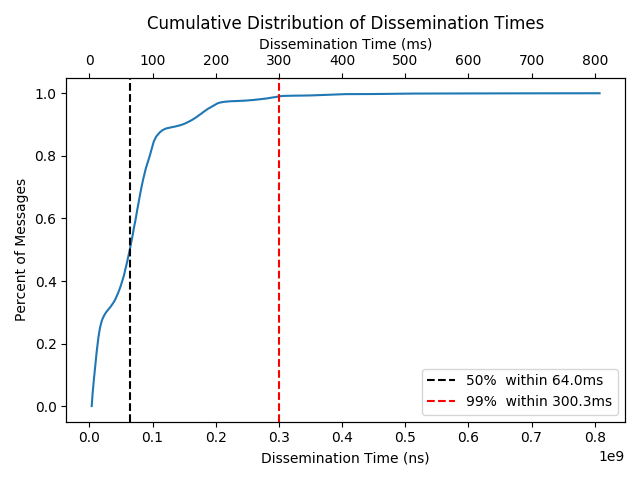 Cumulative Distribution of Dissemination Times
Dissemination Time (ms)
0 100 200 300 400 500 600 700 800
1.0
0.8
0.6
0.4
0.2
0.0
Percent of Messages
50%  within 64.0ms
99%  within 300.3ms
0.0 0.1 0.2 0.3 0.4 0.5 0.6 0.7 0.8
1e9
Dissemination Time (ns)